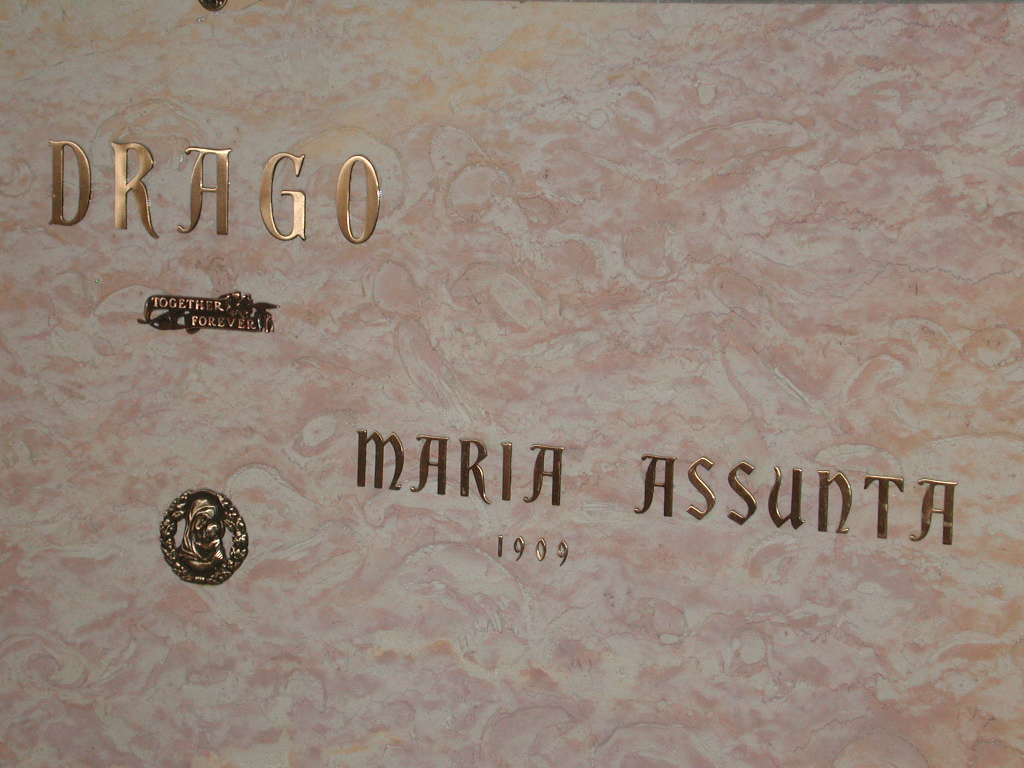 DRAGO
TOGETHER
FOREVER
MARIA ASSUNTA
1909